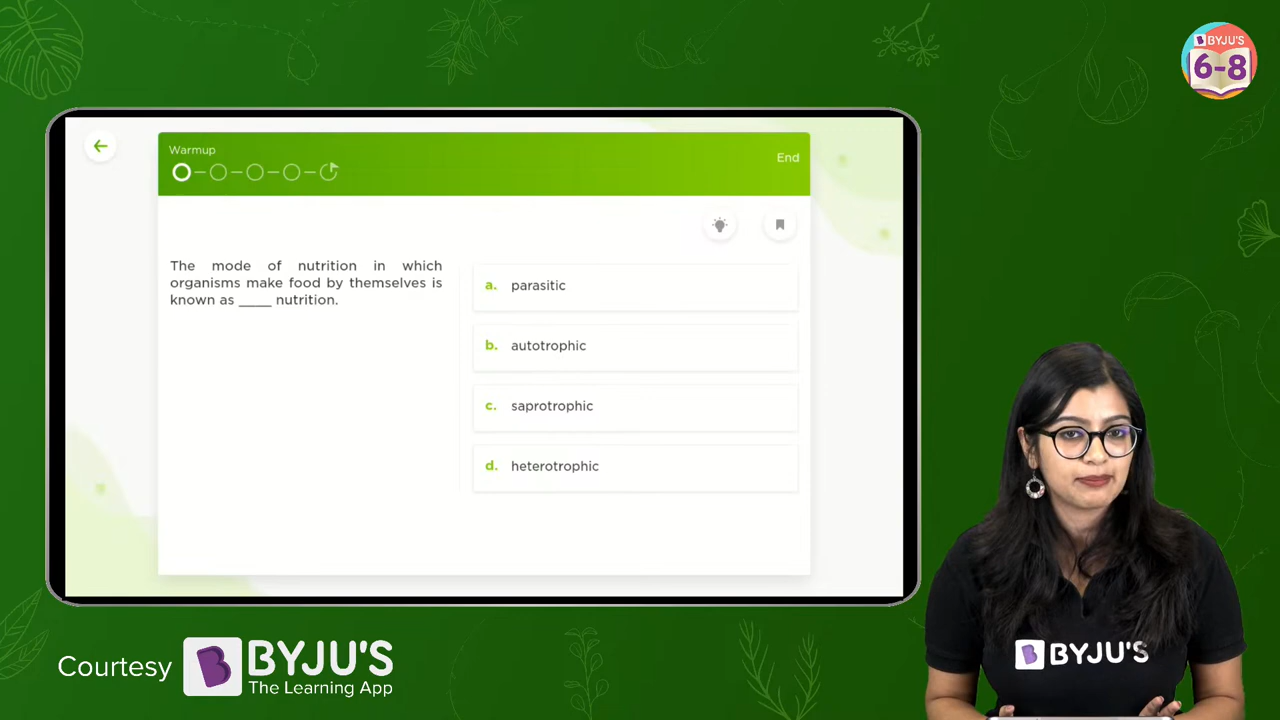 BYJU'S
6-8
Warmup
End
The mode of nutrition in which
organisms make food by themselves is
known as ____ nutrition.
a. parasitic
b. autotrophic
c. saprotrophic
d. heterotrophic
Courtesy
BYJU'S
The Learning App
BYJU'S